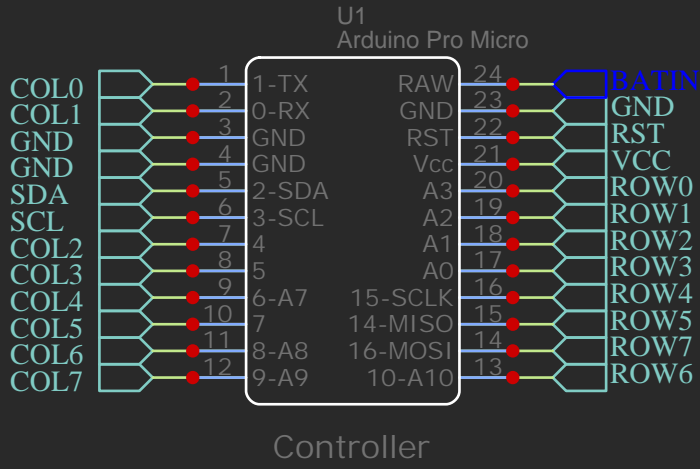 U1
Arduino Pro Micro
COL0 1 1-TX RAW 24 BATIN
COL1 2 0-RX GND 23 GND
GND 3 GND RST 22 RST
GND 4 GND Vcc 21 VCC
SDA 5 2-SDA A3 20 ROW0
SCL 6 3-SCL A2 19 ROW1
COL2 7 4 A1 18 ROW2
COL3 8 5 A0 17 ROW3
COL4 9 6-A7 15-SCLK 16 ROW4
COL5 10 7 14-MISO 15 ROW5
COL6 11 8-A8 16-MOSI 14 ROW7
COL7 12 9-A9 10-A10 13 ROW6
Controller